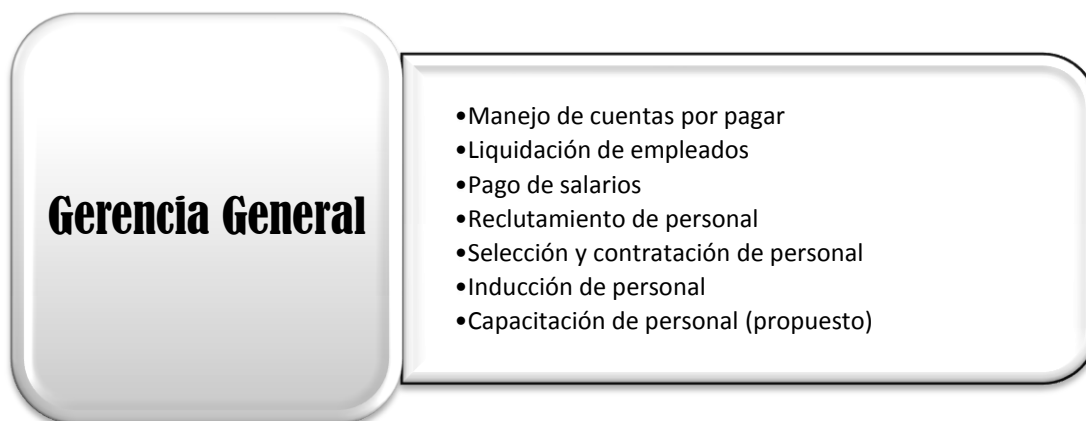 Gerencia General
•Manejo de cuentas por pagar
•Liquidación de empleados
•Pago de salarios
•Reclutamiento de personal
•Selección y contratación de personal
•Inducción de personal
•Capacitación de personal (propuesto)